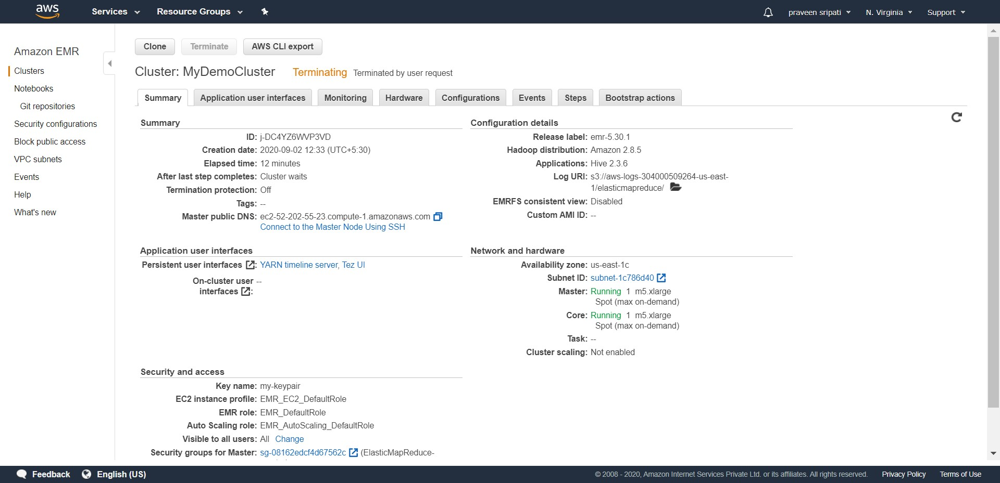 aws Services Resource Groups praveen sripati N. Virginia Support
Amazon EMR
Clusters
Notebooks
Git repositories
Security configurations
Block public access
VPC subnets
Events
Help
What's new
Clone Terminate AWS CLI export
Cluster: MyDemoCluster Terminating Terminated by user request
Summary Application user interfaces Monitoring Hardware Configurations Events Steps Bootstrap actions
Summary
ID: j-DC4YZ6WVP3VD
Creation date: 2020-09-02 12:33 (UTC+5:30)
Elapsed time: 12 minutes
After last step completes: Cluster waits
Termination protection: Off
Tags: --
Master public DNS: ec2-52-202-55-23.compute-1.amazonaws.com
Connect to the Master Node Using SSH
Configuration details
Release label: emr-5.30.1
Hadoop distribution: Amazon 2.8.5
Applications: Hive 2.3.6
Log URI: s3://aws-logs-304000509264-us-east-
1/elasticmapreduce/
EMRFS consistent view: Disabled
Custom AMI ID: --
Application user interfaces
Persistent user interfaces : YARN timeline server, Tez UI
On-cluster user --
interfaces :
Network and hardware
Availability zone: us-east-1c
Subnet ID: subnet-1c786d40
Master: Running 1 m5.xlarge
Spot (max on-demand)
Core: Running 1 m5.xlarge
Spot (max on-demand)
Task: --
Cluster scaling: Not enabled
Security and access
Key name: my-keypair
EC2 instance profile: EMR_EC2_DefaultRole
EMR role: EMR_DefaultRole
Auto Scaling role: EMR_AutoScaling_DefaultRole
Visible to all users: All Change
Security groups for Master: sg-08162edcf4d67562c (ElasticMapReduce-
Feedback English (US) © 2008 - 2020, Amazon Internet Services Private Ltd. or its affiliates. All rights reserved. Privacy Policy Terms of Use